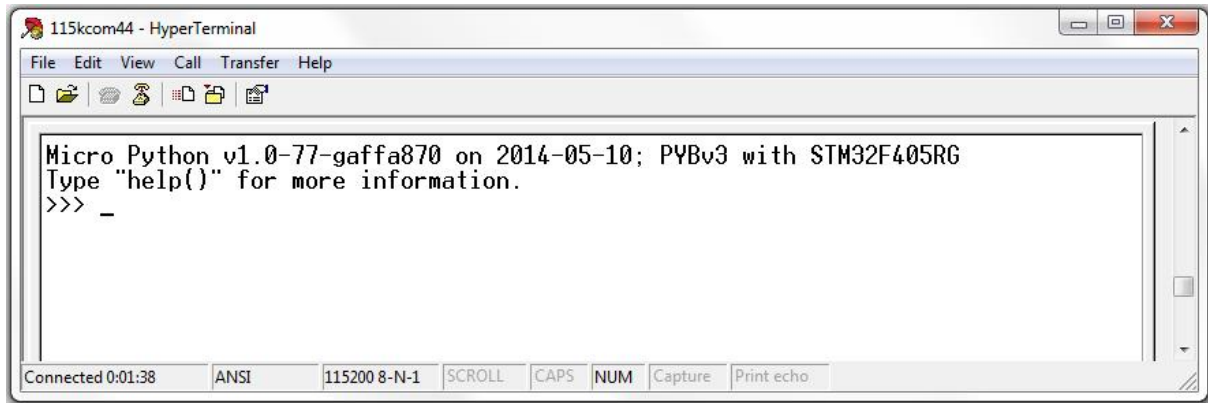 115kcom44 - HyperTerminal
File Edit View Call Transfer Help
Micro Python v1.0-77-gaffa870 on 2014-05-10; PYBv3 with STM32F405RG
Type "help()" for more information.
>>> _
Connected 0:01:38 ANSI 115200 8-N-1 SCROLL CAPS NUM Capture Print echo